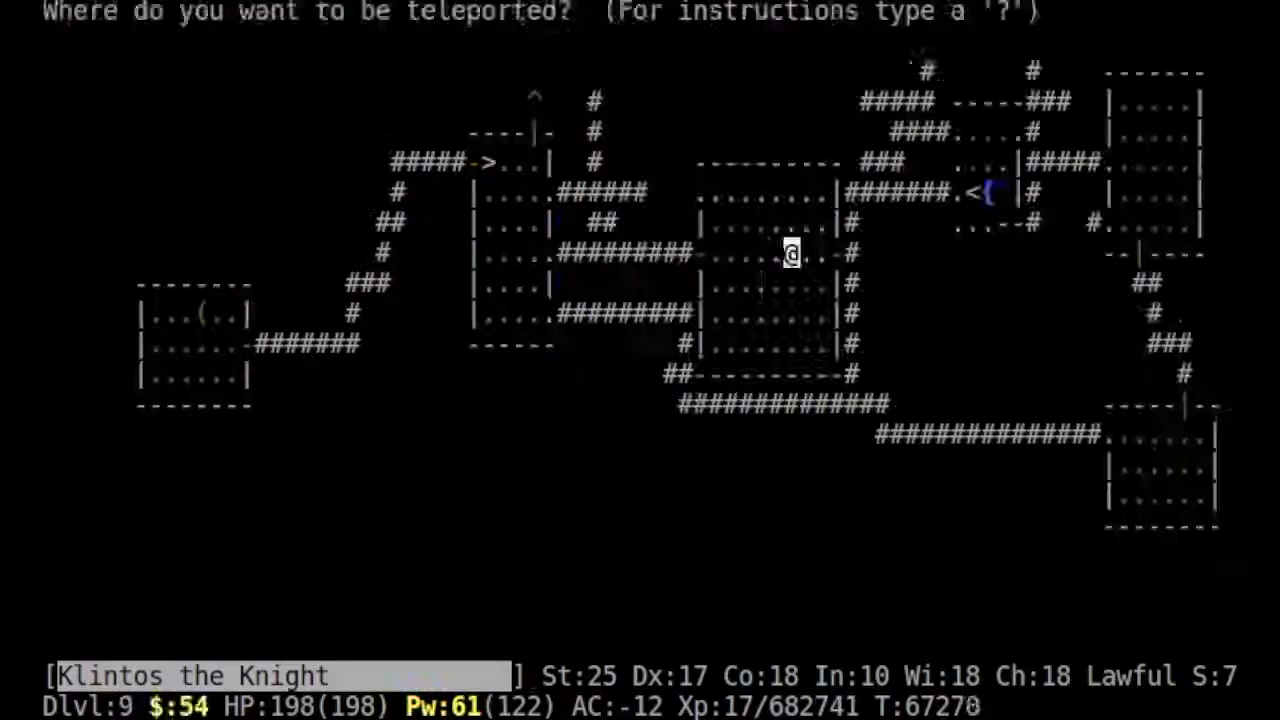 Where do you want to be teleported?  (For instructions type a '?')
[Klintos the Knight] St:25 Dx:17 Co:18 In:10 Wi:18 Ch:18 Lawful S:7
Dlvl:9 $:54 HP:198(198) Pw:61(122) AC:-12 Xp:17/682741 T:67278